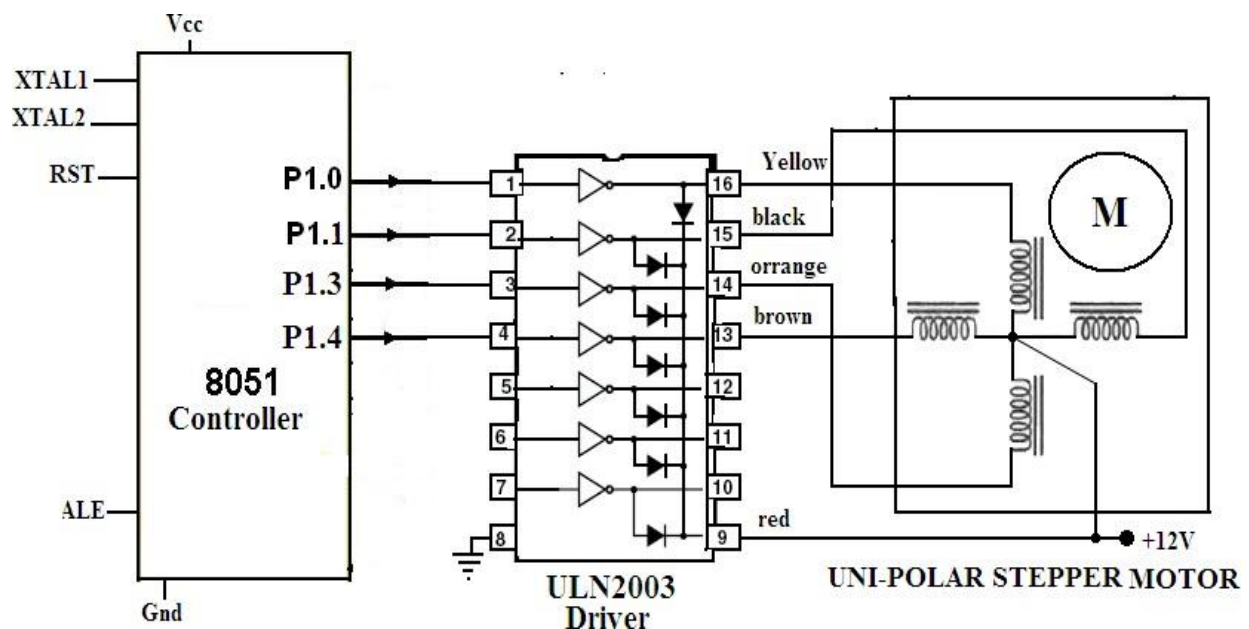 Vcc
XTAL1
XTAL2
RST
P1.0
P1.1
P1.3
P1.4
8051
Controller
ALE
Gnd
1
2
3
4
5
6
7
8
16
15
14
13
12
11
10
9
ULN2003
Driver
Yellow
black
orrange
brown
red
M
+12V
UNI-POLAR STEPPER MOTOR